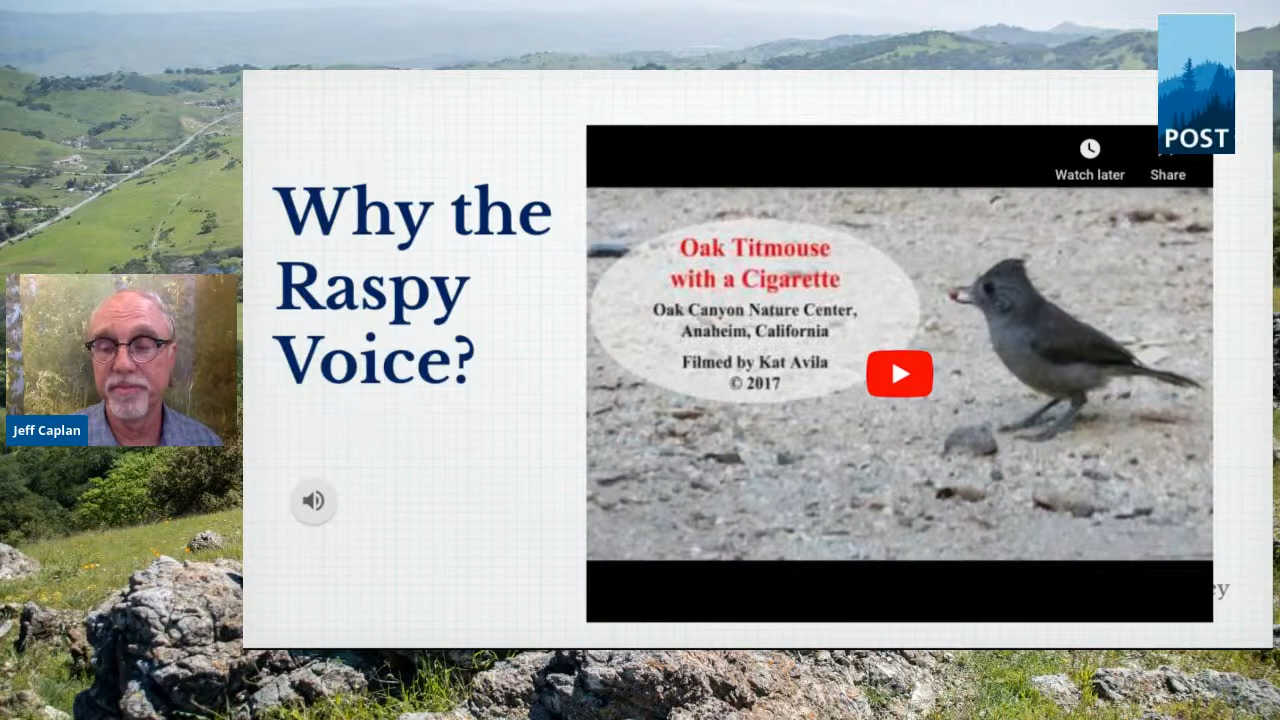 POST
Watch later
Share
Why the
Raspy
Voice?
Oak Titmouse
with a Cigarette
Oak Canyon Nature Center,
Anaheim, California
Filmed by Kat Avila
© 2017
Jeff Caplan